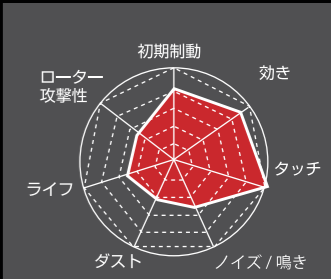 初期制動
ローター
攻撃性
効き
タッチ
ライフ
ダスト
ノイズ / 鳴き